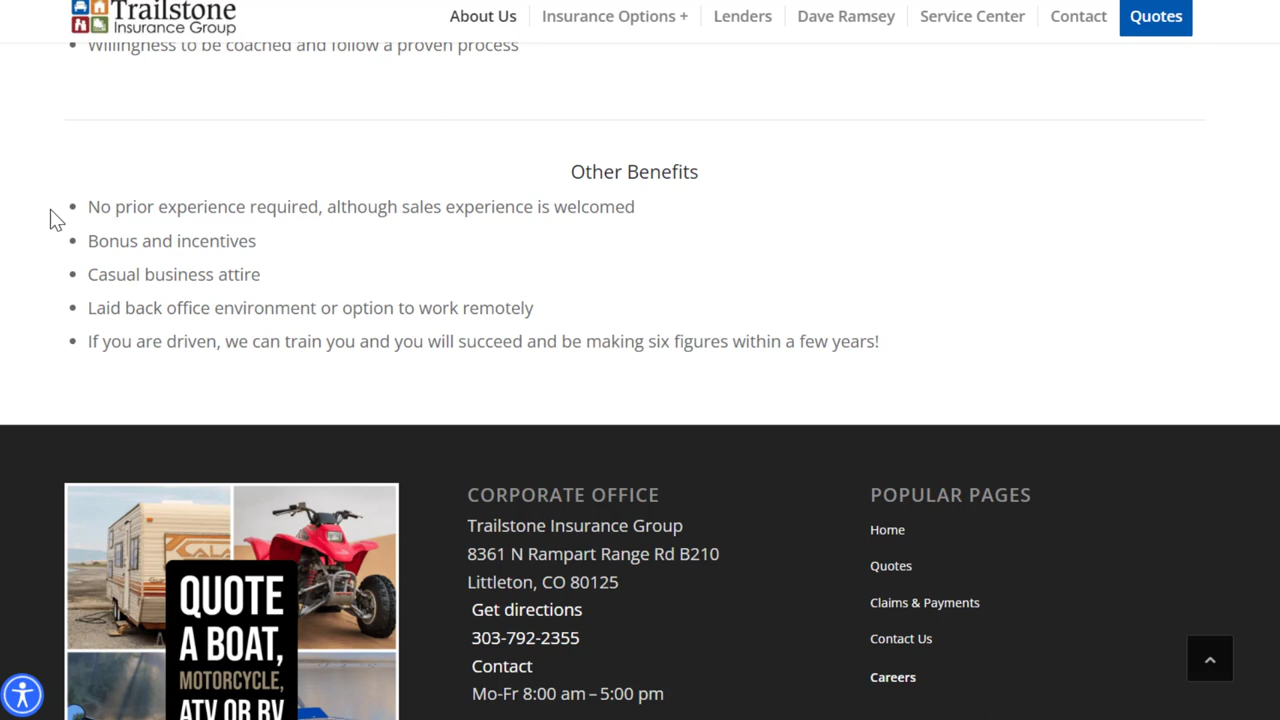 Trailstone
Insurance Group
About Us
Insurance Options +
Lenders
Dave Ramsey
Service Center
Contact
Quotes
Willingness to be coached and follow a proven process
Other Benefits
No prior experience required, although sales experience is welcomed
Bonus and incentives
Casual business attire
Laid back office environment or option to work remotely
If you are driven, we can train you and you will succeed and be making six figures within a few years!
QUOTE
A BOAT,
MOTORCYCLE,
ATV OR RV
CORPORATE OFFICE
Trailstone Insurance Group
8361 N Rampart Range Rd B210
Littleton, CO 80125
Get directions
303-792-2355
Contact
Mo-Fr 8:00 am – 5:00 pm
POPULAR PAGES
Home
Quotes
Claims & Payments
Contact Us
Careers